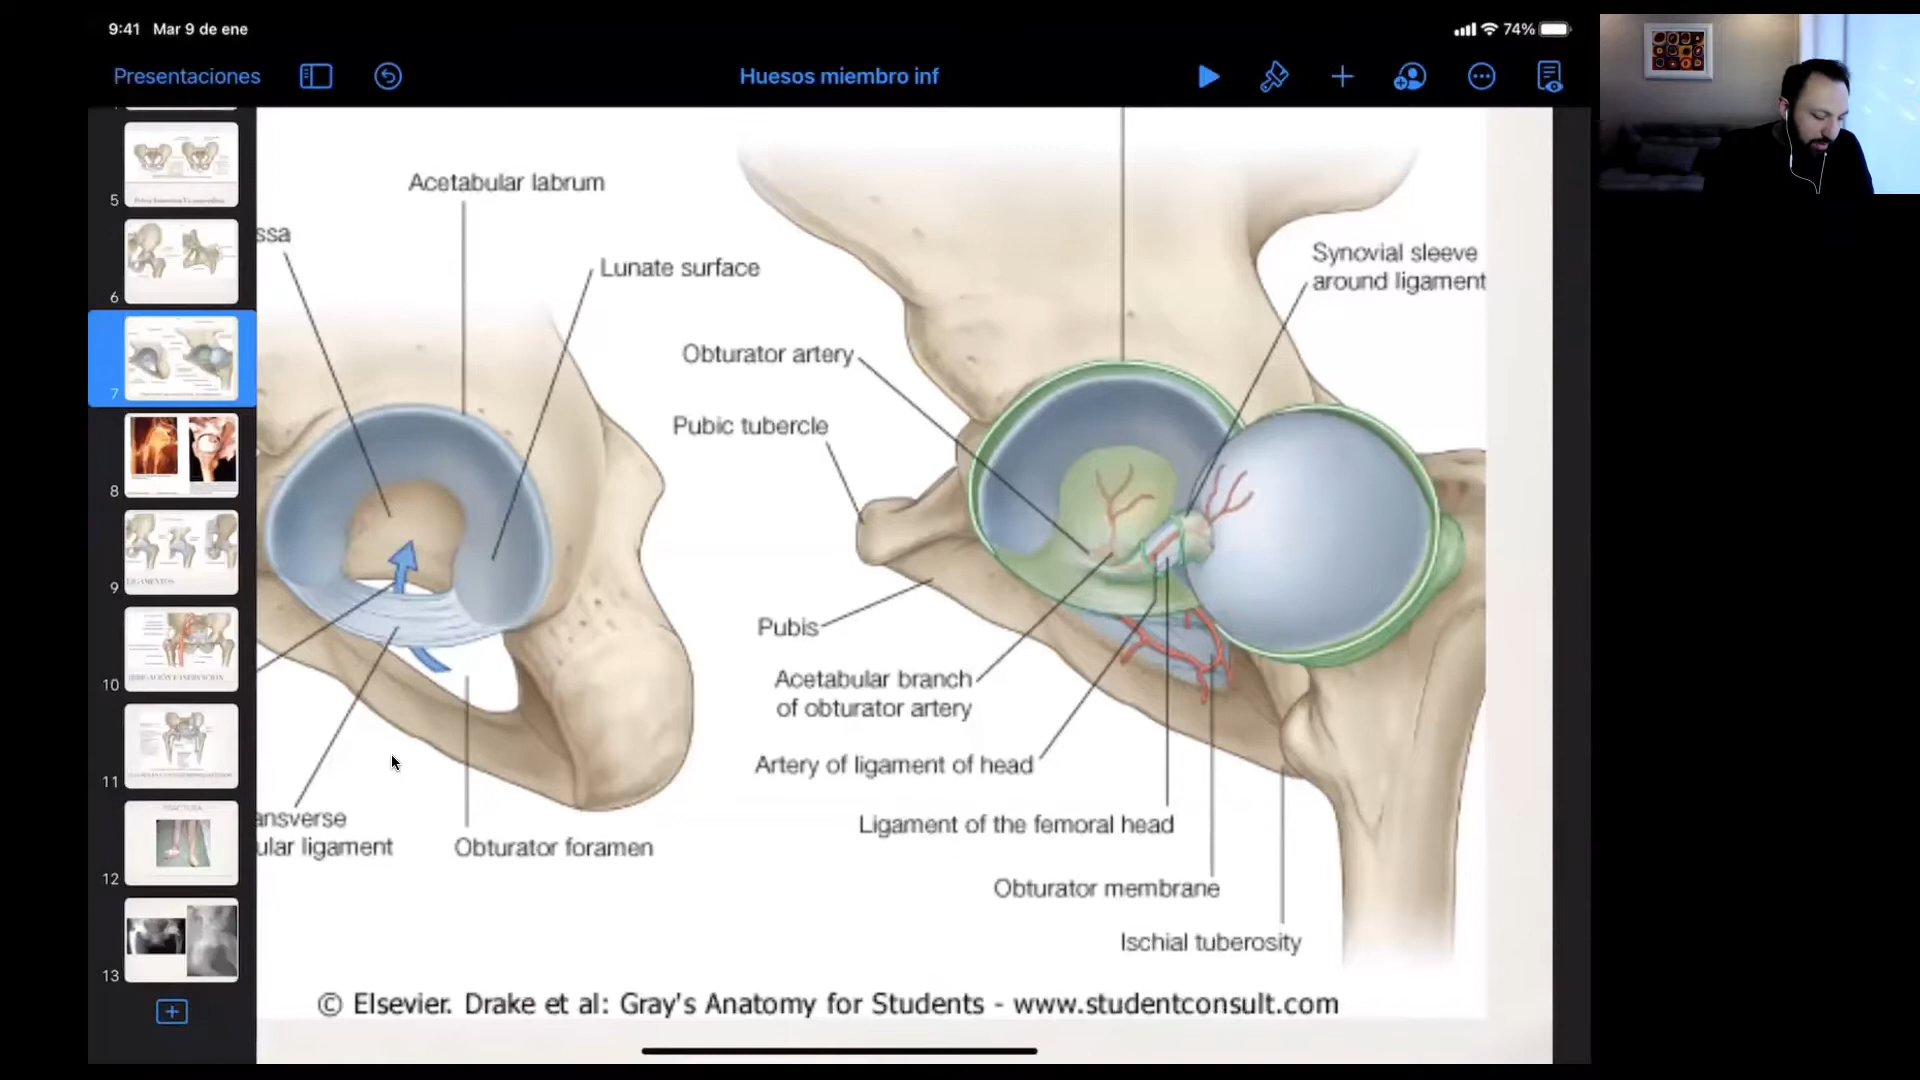 9:41 Mar 9 de ene
74%
Presentaciones
Huesos miembro inf
5
6
7
8
9
LIGAMENTOS
10
11
12
FRACTURA
13
Acetabular labrum
ssa
Lunate surface
ansverse
ular ligament
Obturator foramen
Synovial sleeve
around ligament
Obturator artery
Pubic tubercle
Pubis
Acetabular branch
of obturator artery
Artery of ligament of head
Ligament of the femoral head
Obturator membrane
Ischial tuberosity
© Elsevier. Drake et al: Gray's Anatomy for Students - www.studentconsult.com